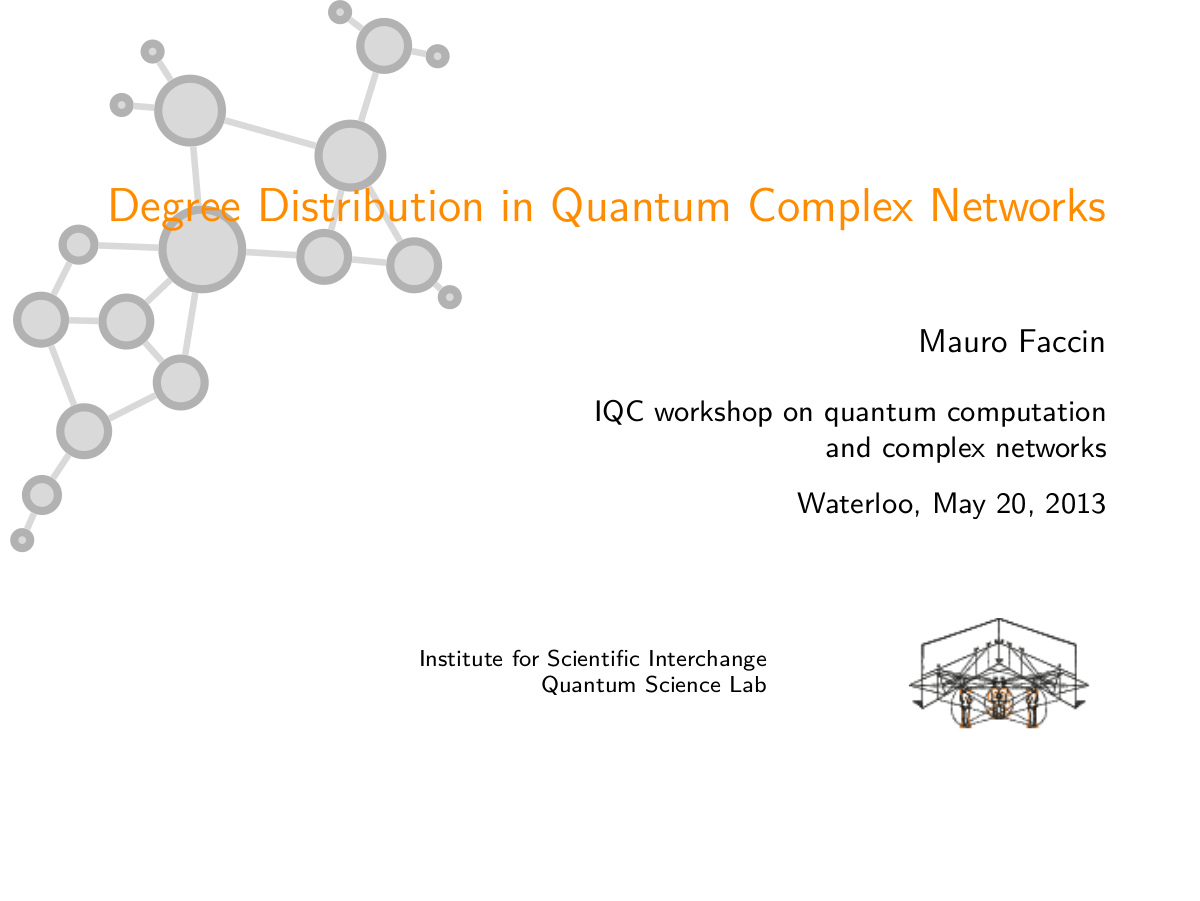 Degree Distribution in Quantum Complex Networks
Mauro Faccin
IQC workshop on quantum computation
and complex networks
Waterloo, May 20, 2013
Institute for Scientific Interchange
Quantum Science Lab